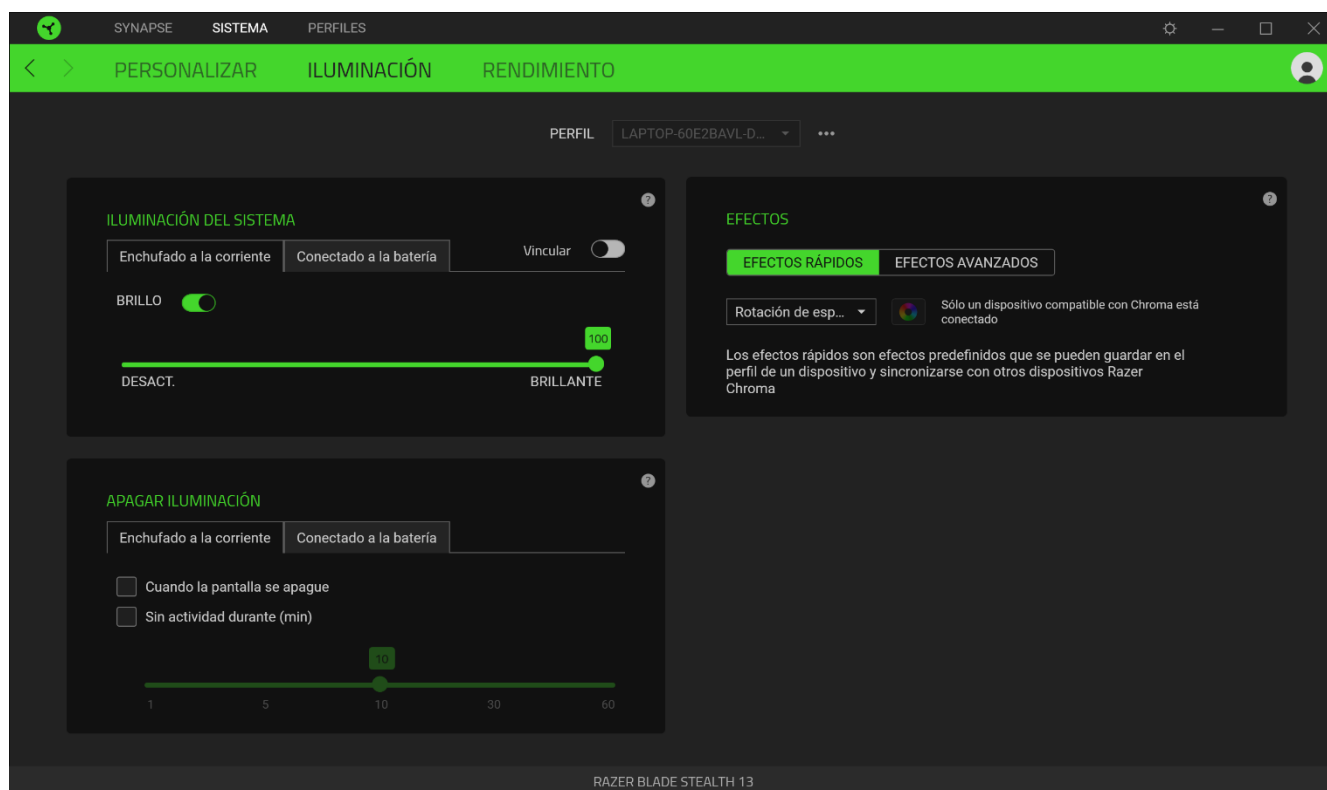 SYNAPSE SISTEMA PERFILES
PERSONALIZAR ILUMINACIÓN RENDIMIENTO
PERFIL LAPTOP-60E2BAVL-D...
ILUMINACIÓN DEL SISTEMA
Enchufado a la corriente Conectado a la batería Vincular
BRILLO
100
DESACT. BRILLANTE
EFECTOS
EFECTOS RÁPIDOS EFECTOS AVANZADOS
Rotación de esp... Sólo un dispositivo compatible con Chroma está
conectado
Los efectos rápidos son efectos predefinidos que se pueden guardar en el
perfil de un dispositivo y sincronizarse con otros dispositivos Razer
Chroma
APAGAR ILUMINACIÓN
Enchufado a la corriente Conectado a la batería
Cuando la pantalla se apague
Sin actividad durante (min)
10
1 5 10 30 60
RAZER BLADE STEALTH 13